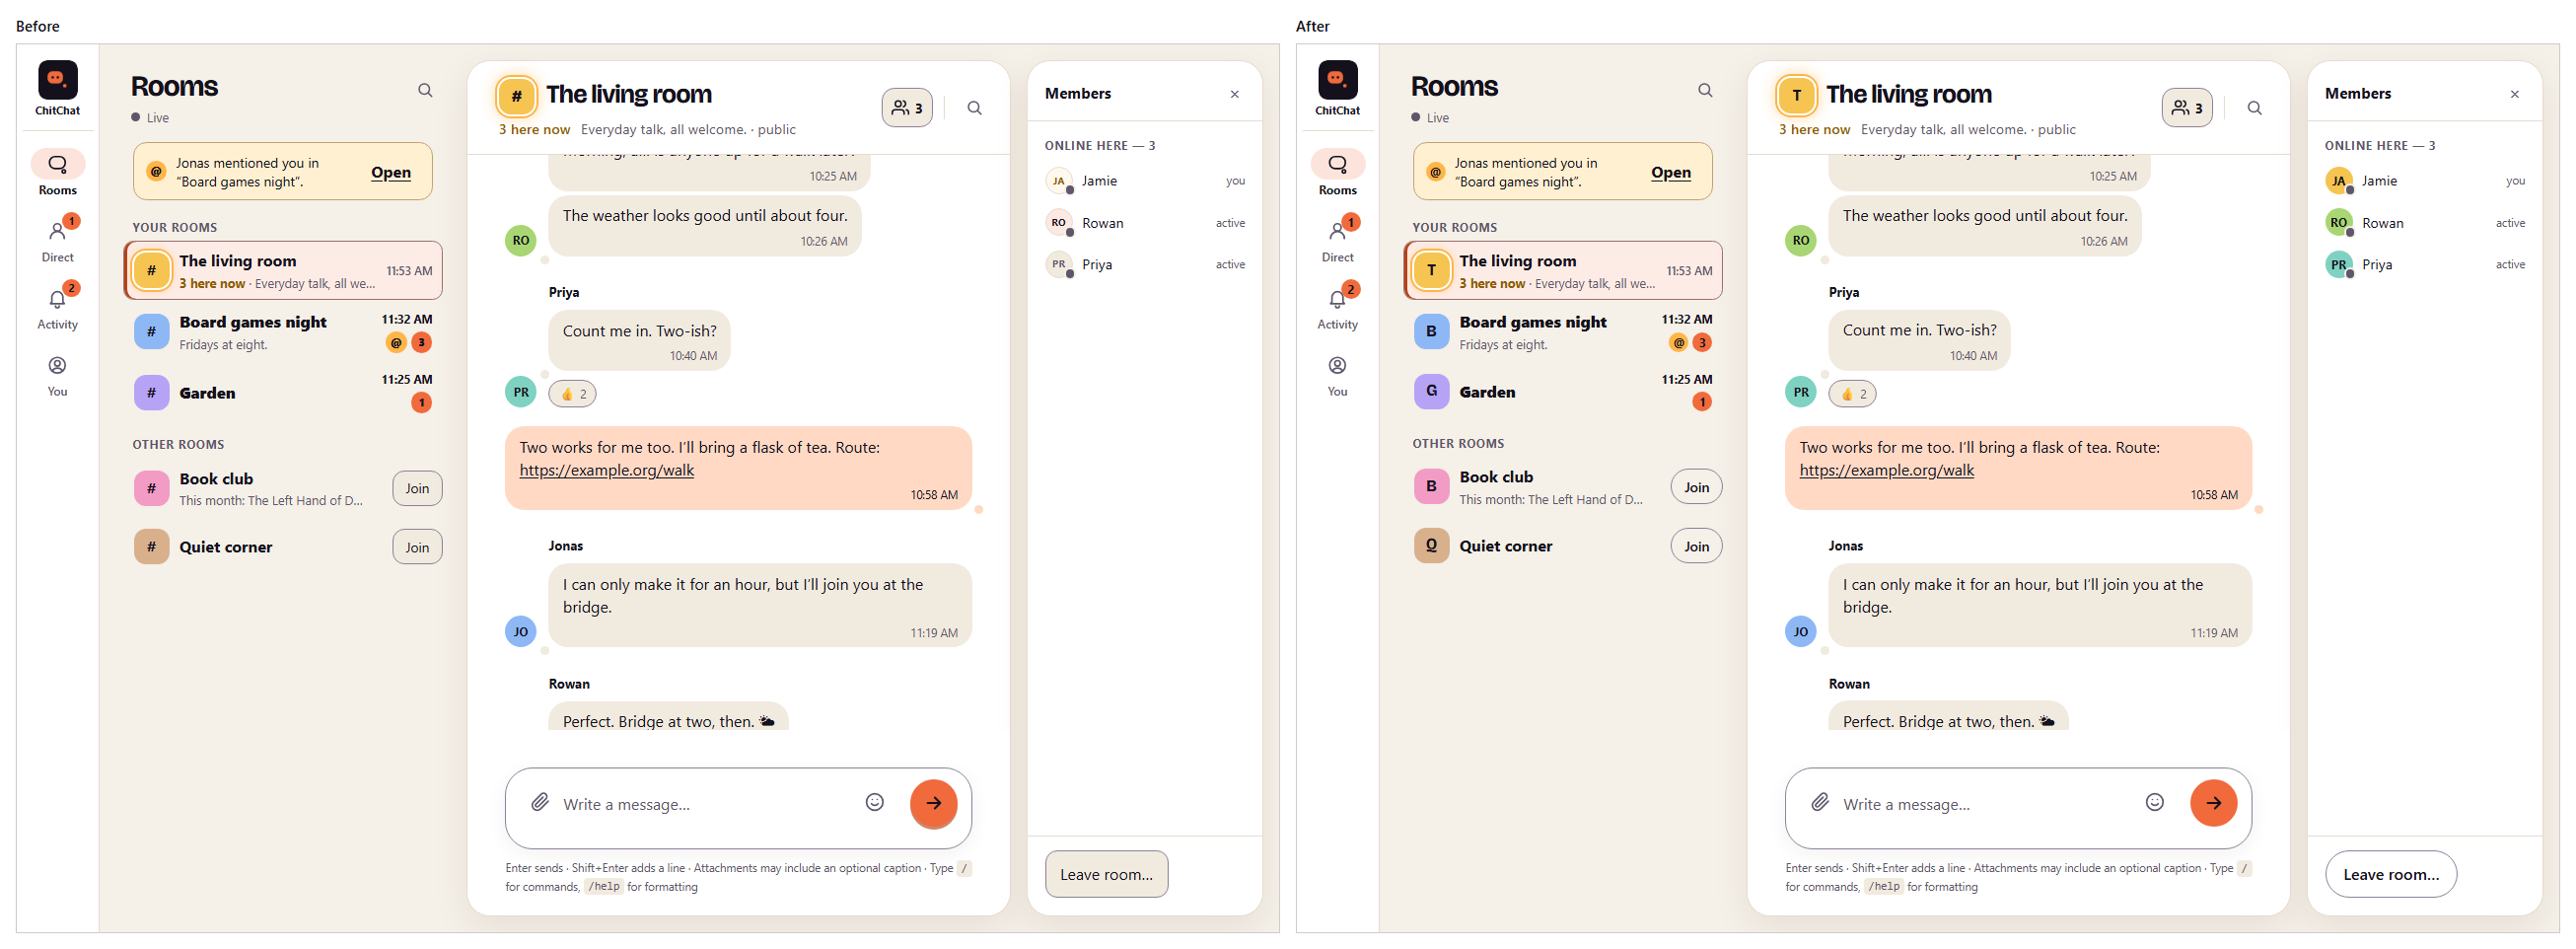 Before
ChitChat
Rooms
1
Direct
2
Activity
You
Rooms
Live
@
Jonas mentioned you in
“Board games night”.
Open
YOUR ROOMS
#
The living room
11:53 AM
3 here now · Everyday talk, all we...
#
Board games night
11:32 AM
Fridays at eight.
@
3
#
Garden
11:25 AM
1
OTHER ROOMS
#
Book club
This month: The Left Hand of D...
Join
#
Quiet corner
Join
# The living room
3 here now Everyday talk, all welcome. · public
3
10:25 AM
The weather looks good until about four.
10:26 AM
RO
Priya
Count me in. Two-ish?
10:40 AM
PR
👍 2
Two works for me too. I’ll bring a flask of tea. Route:
https://example.org/walk
10:58 AM
Jonas
I can only make it for an hour, but I’ll join you at the
bridge.
11:19 AM
JO
Rowan
Perfect. Bridge at two, then.
Write a message...
Enter sends · Shift+Enter adds a line · Attachments may include an optional caption · Type /
for commands, /help for formatting
Members
×
ONLINE HERE — 3
JA Jamie you
RO Rowan active
PR Priya active
Leave room...
After
ChitChat
Rooms
1
Direct
2
Activity
You
Rooms
Live
@
Jonas mentioned you in
“Board games night”.
Open
YOUR ROOMS
T
The living room
11:53 AM
3 here now · Everyday talk, all we...
B
Board games night
11:32 AM
Fridays at eight.
@
3
G
Garden
11:25 AM
1
OTHER ROOMS
B
Book club
This month: The Left Hand of D...
Join
Q
Quiet corner
Join
T The living room
3 here now Everyday talk, all welcome. · public
3
10:25 AM
The weather looks good until about four.
10:26 AM
RO
Priya
Count me in. Two-ish?
10:40 AM
PR
👍 2
Two works for me too. I’ll bring a flask of tea. Route:
https://example.org/walk
10:58 AM
Jonas
I can only make it for an hour, but I’ll join you at the
bridge.
11:19 AM
JO
Rowan
Perfect. Bridge at two, then.
Write a message...
Enter sends · Shift+Enter adds a line · Attachments may include an optional caption · Type /
for commands, /help for formatting
Members
×
ONLINE HERE — 3
JA Jamie you
RO Rowan active
PR Priya active
Leave room...